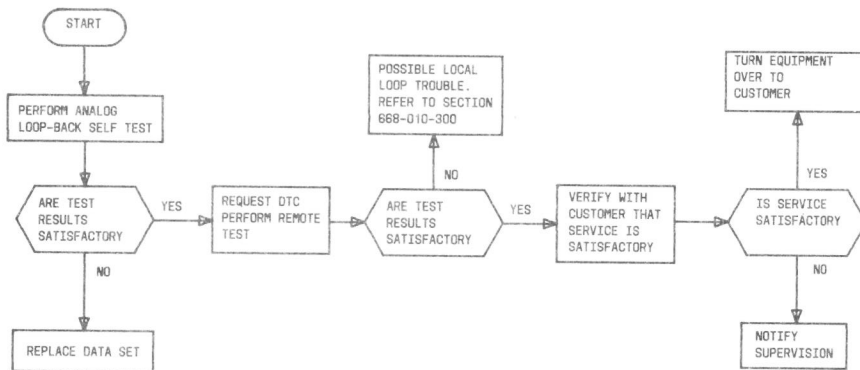 START
PERFORM ANALOG
LOOP-BACK SELF TEST
ARE TEST
RESULTS
SATISFACTORY
YES
NO
REPLACE DATA SET
REQUEST DTC
PERFORM REMOTE
TEST
POSSIBLE LOCAL
LOOP TROUBLE.
REFER TO SECTION
668-010-300
NO
ARE TEST
RESULTS
SATISFACTORY
YES
VERIFY WITH
CUSTOMER THAT
SERVICE IS
SATISFACTORY
TURN EQUIPMENT
OVER TO
CUSTOMER
YES
IS SERVICE
SATISFACTORY
NO
NOTIFY
SUPERVISION